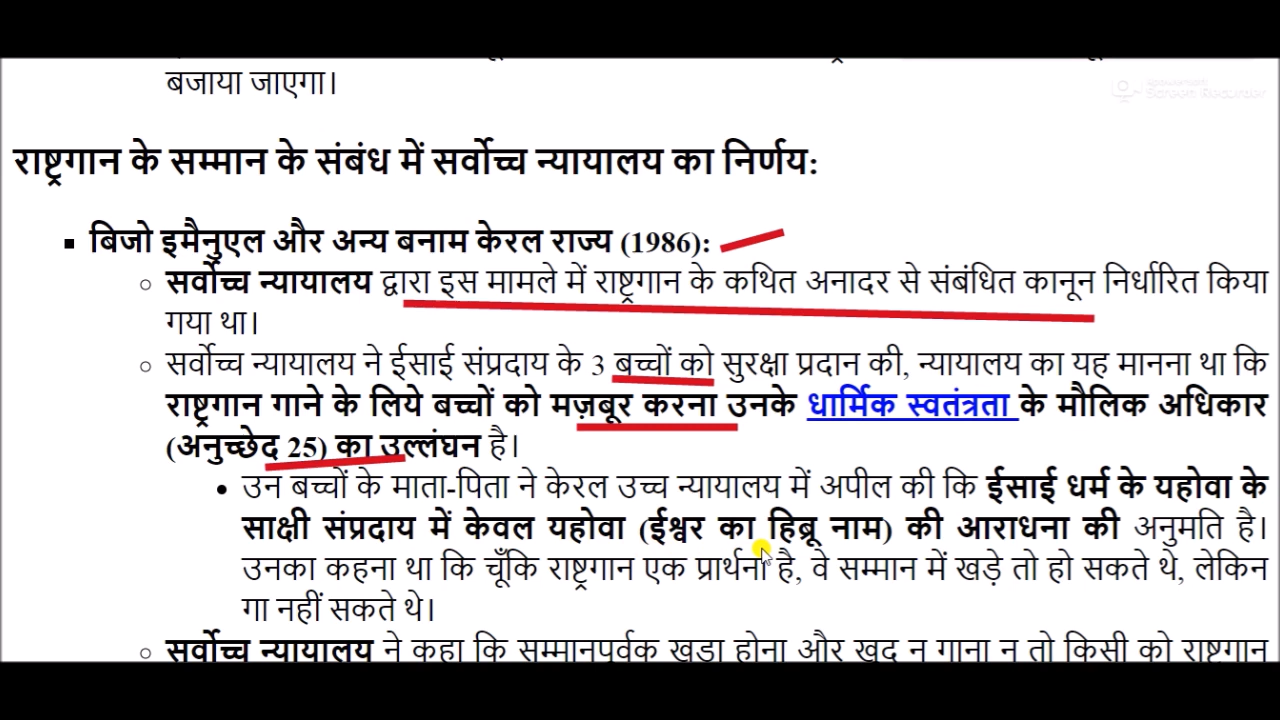 बजाया जाएगा।
Screen Recorder
राष्ट्रगान के सम्मान के संबंध में सर्वोच्च न्यायालय का निर्णय:
बिजो इमैनुएल और अन्य बनाम केरल राज्य (1986):
सर्वोच्च न्यायालय द्वारा इस मामले में राष्ट्रगान के कथित अनादर से संबंधित कानून निर्धारित किया
गया था।
सर्वोच्च न्यायालय ने ईसाई संप्रदाय के 3 बच्चों को सुरक्षा प्रदान की, न्यायालय का यह मानना था कि
राष्ट्रगान गाने के लिये बच्चों को मज़बूर करना उनके धार्मिक स्वतंत्रता के मौलिक अधिकार
(अनुच्छेद 25) का उल्लंघन है।
उन बच्चों के माता-पिता ने केरल उच्च न्यायालय में अपील की कि ईसाई धर्म के यहोवा के
साक्षी संप्रदाय में केवल यहोवा (ईश्वर का हिब्रू नाम) की आराधना की अनुमति है।
उनका कहना था कि चूँकि राष्ट्रगान एक प्रार्थना है, वे सम्मान में खड़े तो हो सकते थे, लेकिन
गा नहीं सकते थे।
सर्वोच्च न्यायालय ने कहा कि सम्मानपूर्वक खड़ा होना और खुद न गाना न तो किसी को राष्ट्रगान